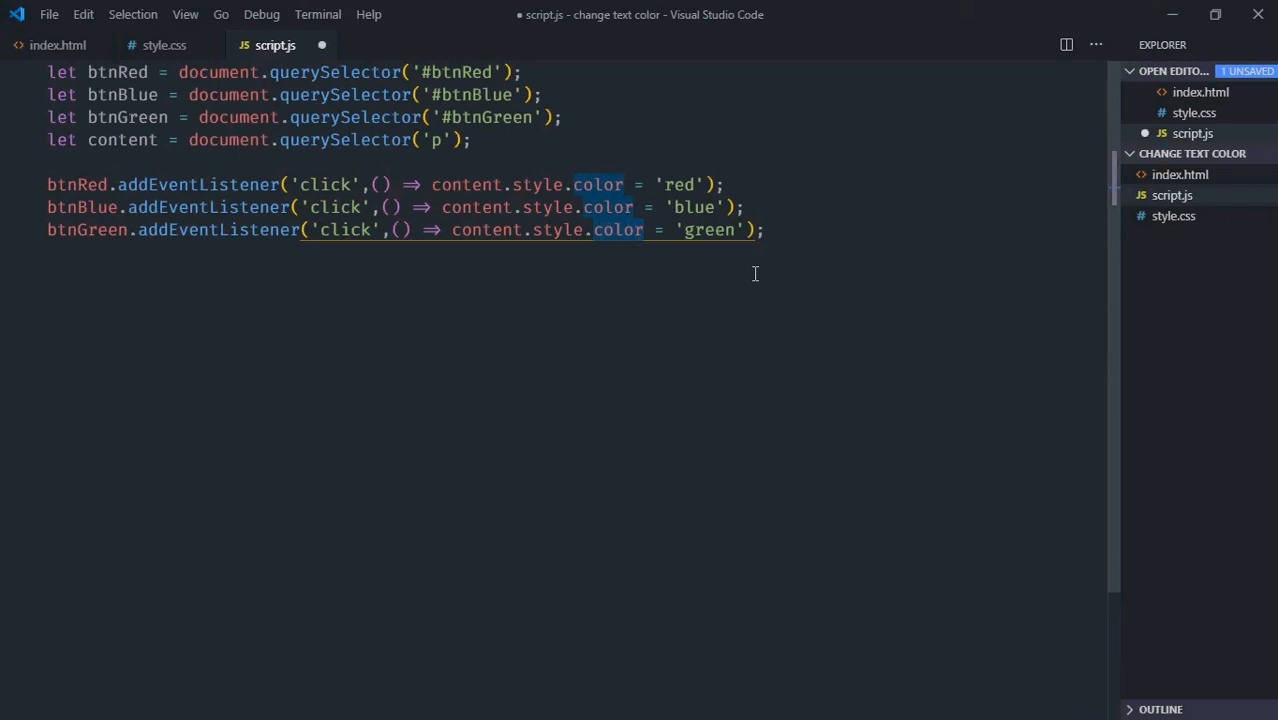 File Edit Selection View Go Debug Terminal Help
● script.js - change text color - Visual Studio Code
index.html style.css JS script.js ●
let btnRed = document.querySelector('#btnRed');
let btnBlue = document.querySelector('#btnBlue');
let btnGreen = document.querySelector('#btnGreen');
let content = document.querySelector('p');
btnRed.addEventListener('click',() => content.style.color = 'red');
btnBlue.addEventListener('click',() => content.style.color = 'blue');
btnGreen.addEventListener('click',() => content.style.color = 'green');
EXPLORER
OPEN EDITO... 1 UNSAVED
<> index.html
# style.css
● JS script.js
CHANGE TEXT COLOR
<> index.html
JS script.js
# style.css
OUTLINE